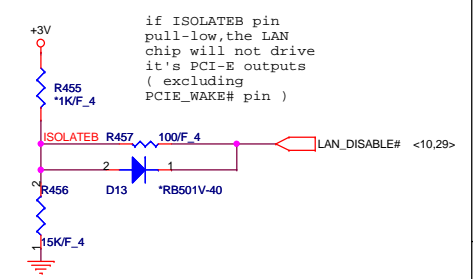 if ISOLATEB pin
pull-low,the LAN
chip will not drive
it's PCI-E outputs
( excluding
PCIE_WAKE# pin )
+3V
R455
*1K/F_4
ISOLATEB R457 100/F_4
LAN_DISABLE# <10,29>
2 1
D13 *RB501V-40
2
R456
15K/F_4
1